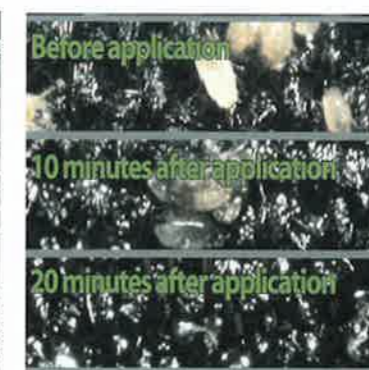 Before application
10 minutes after application
20 minutes after application